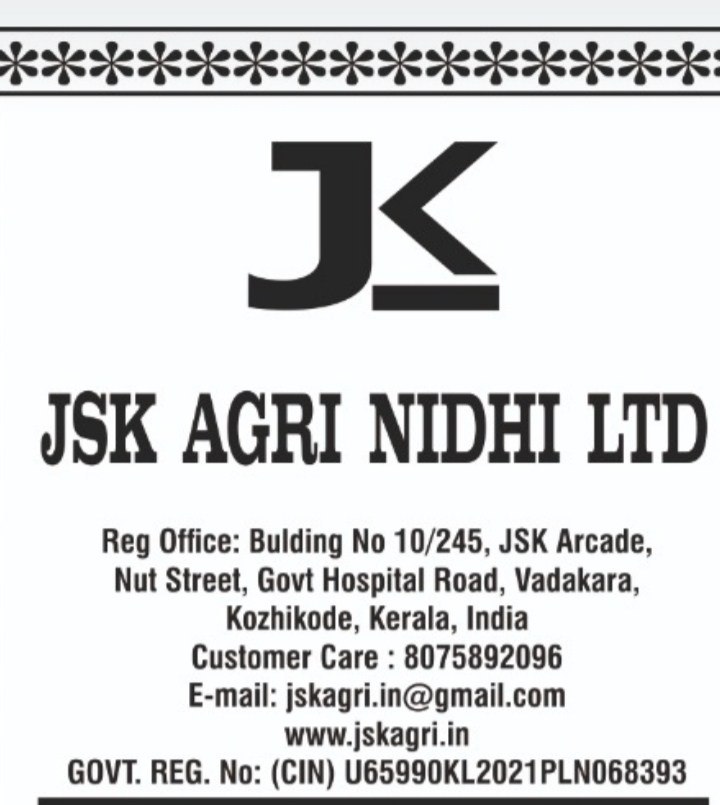 JK
JSK AGRI NIDHI LTD
Reg Office: Bulding No 10/245, JSK Arcade,
Nut Street, Govt Hospital Road, Vadakara,
Kozhikode, Kerala, India
Customer Care : 8075892096
E-mail: jskagri.in@gmail.com
www.jskagri.in
GOVT. REG. No: (CIN) U65990KL2021PLN068393